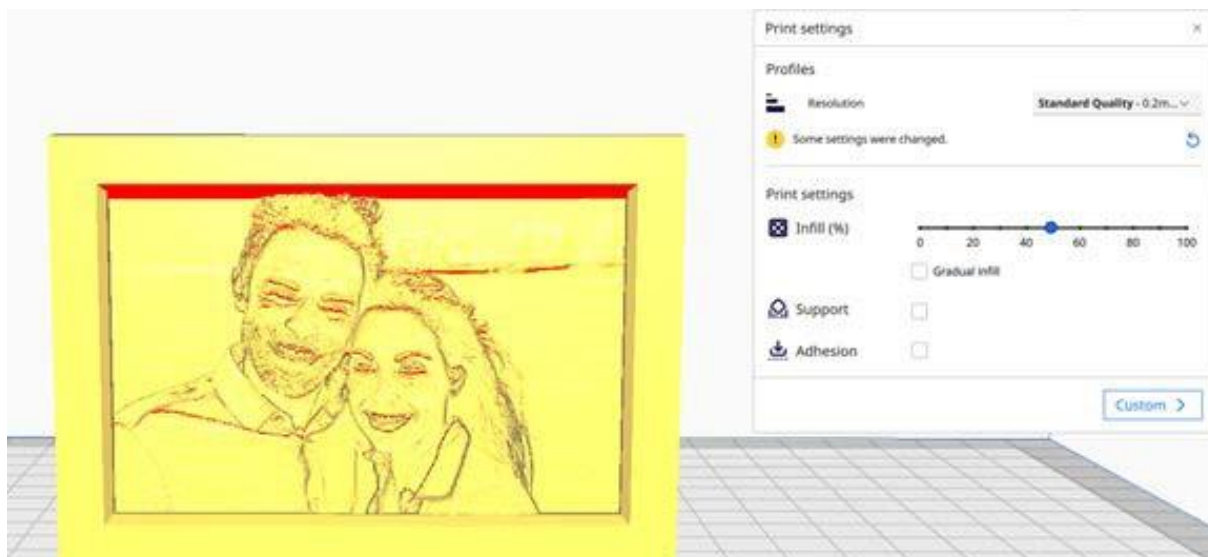 Print settings
Profiles
Resolution Standard Quality - 0.2m...
Some settings were changed.
Print settings
Infill (%)
0 20 40 60 80 100
Gradual infill
Support
Adhesion
Custom